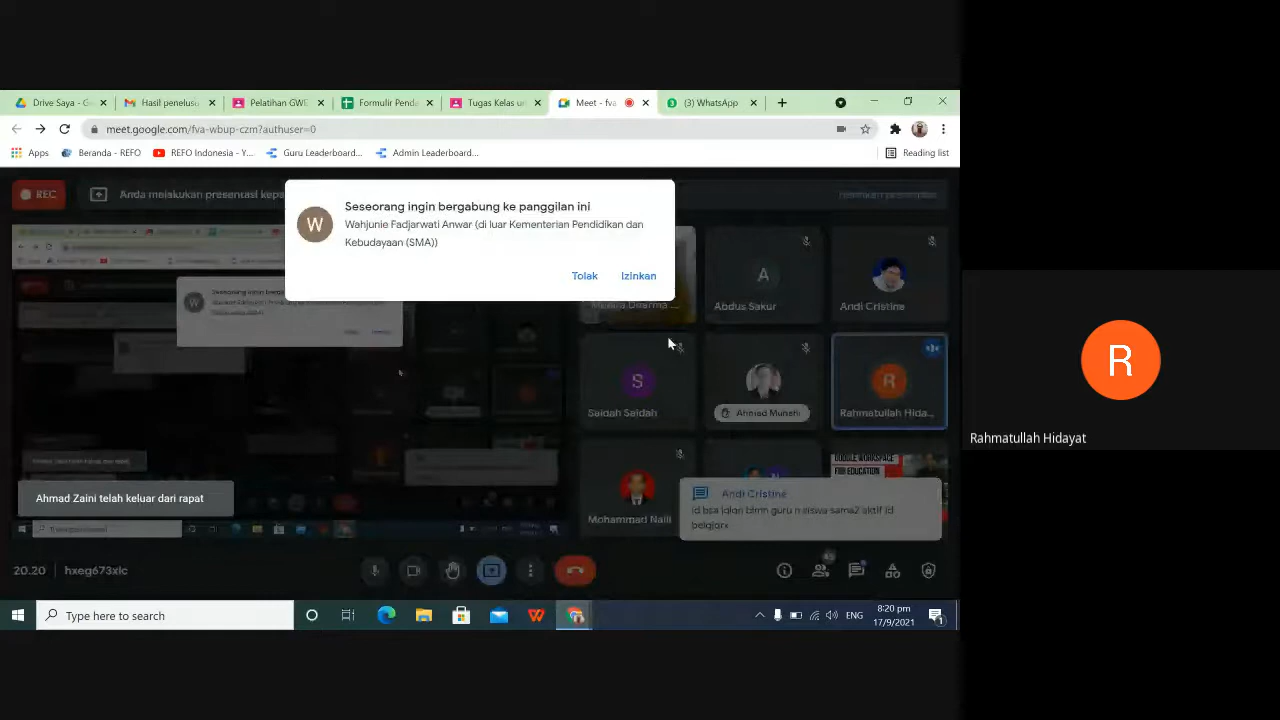 Drive Saya - G
Hasil penelusu
Pelatihan GWE
Formulir Penda
Tugas Kelas un
Meet - fva
(3) WhatsApp
meet.google.com/fva-wbup-czm?authuser=0
Apps
Beranda - REFO
REFO Indonesia - Y...
Guru Leaderboard...
Admin Leaderboard...
Reading list
REC
Anda melakukan presentasi kepa
Seseorang ingin bergabung ke panggilan ini
W
Wahjunie Fadjarwati Anwar (di luar Kementerian Pendidikan dan
Kebudayaan (SMA))
Tolak
Izinkan
A
Abdus Sakur
Andi Cristine
S
Saidah Saidah
Ahmad Munehi
R
Rahmatullah Hida...
Mohammad Naili
Ahmad Zaini telah keluar dari rapat
Andi Cristine
20.20
hxeg673xlc
Type here to search
ENG
8:20 pm
17/9/2021
R
Rahmatullah Hidayat